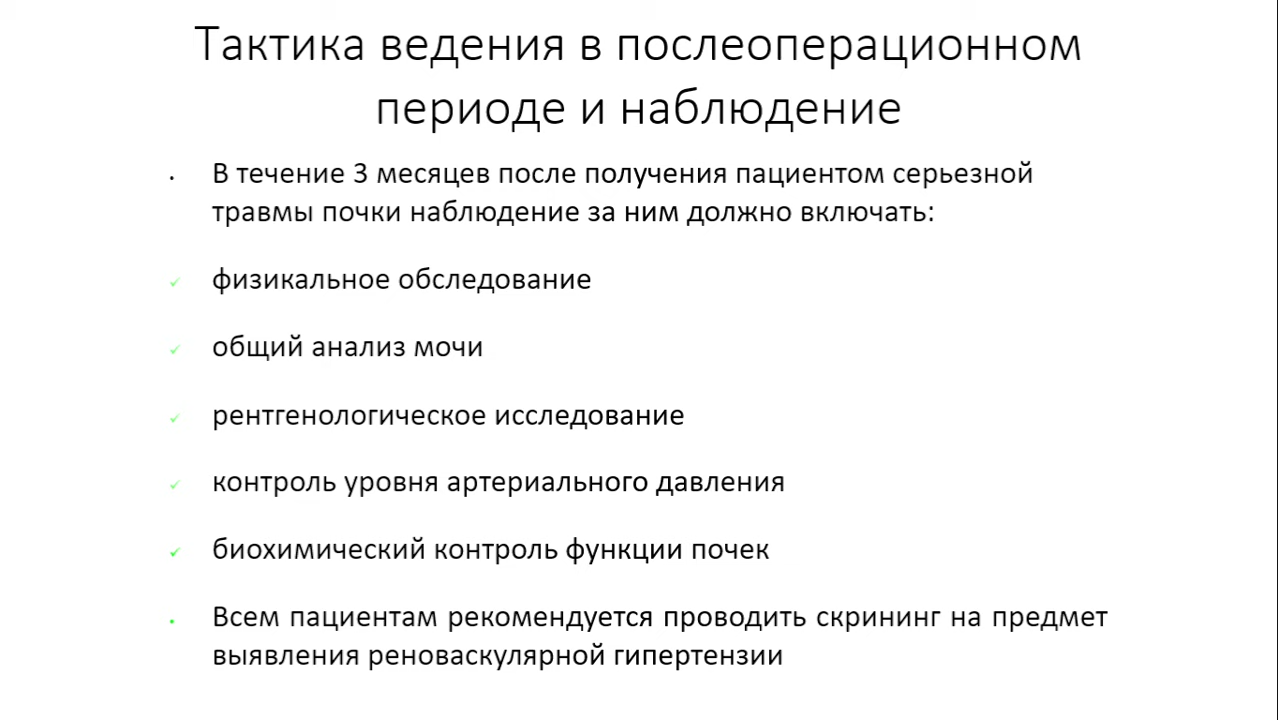 Тактика ведения в послеоперационном
периоде и наблюдение
• В течение 3 месяцев после получения пациентом серьезной
травмы почки наблюдение за ним должно включать:
✓ физикальное обследование
✓ общий анализ мочи
✓ рентгенологическое исследование
✓ контроль уровня артериального давления
✓ биохимический контроль функции почек
• Всем пациентам рекомендуется проводить скрининг на предмет
выявления реноваскулярной гипертензии